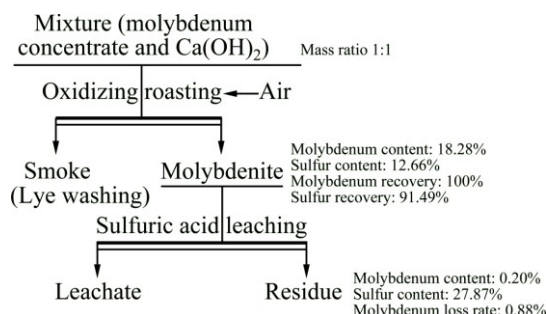 Mixture (molybdenum
concentrate and Ca(OH)₂)
Mass ratio 1:1
Oxidizing roasting
Air
Smoke
(Lye washing)
Molybdenite
Molybdenum content: 18.28%
Sulfur content: 12.66%
Molybdenum recovery: 100%
Sulfur recovery: 91.49%
Sulfuric acid leaching
Leachate
Residue
Molybdenum content: 0.20%
Sulfur content: 27.87%
Molybdenum loss rate: 0.88%